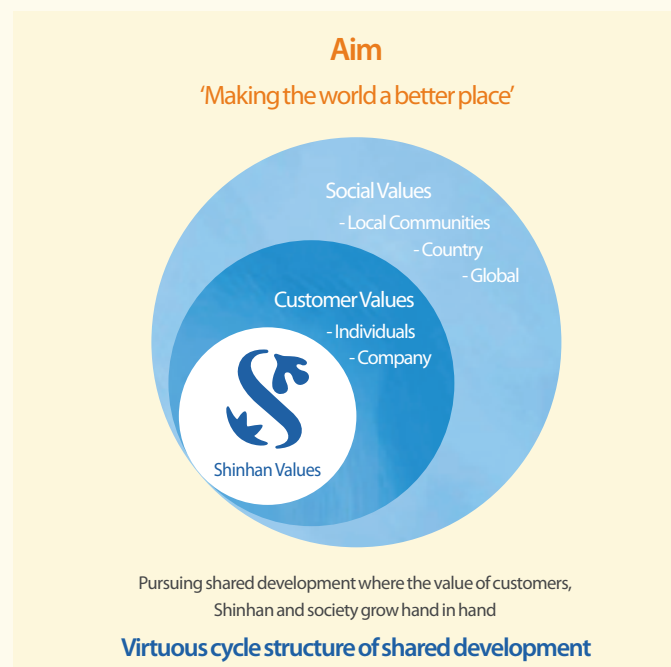 Aim
‘Making the world a better place’
Social Values
- Local Communities
- Country
- Global
Customer Values
- Individuals
- Company
Shinhan Values
Pursuing shared development where the value of customers,
Shinhan and society grow hand in hand
Virtuous cycle structure of shared development